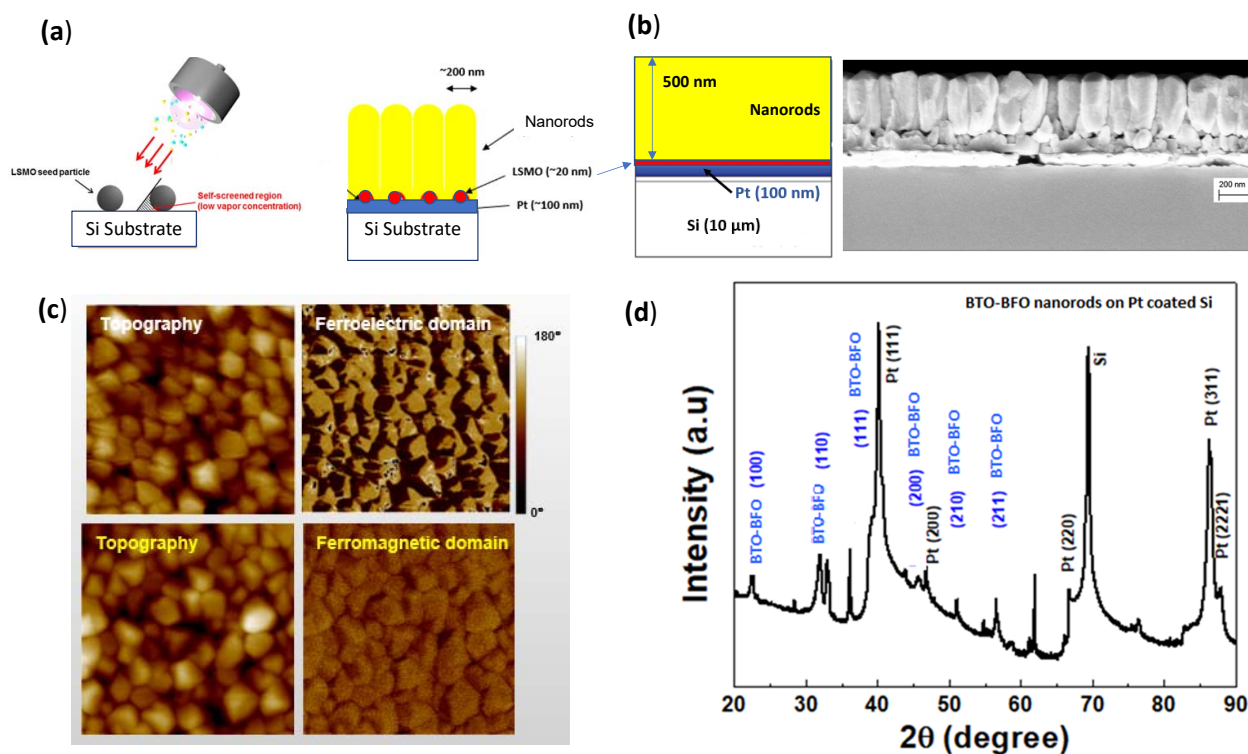 (a)
~200 nm
LSMO seed particle
Self-screened region
(low vapor concentration)
Si Substrate
Nanorods
LSMO (~20 nm)
Pt (~100 nm)
Si Substrate
(b)
500 nm
Nanorods
Pt (100 nm)
Si (10 µm)
200 nm
(c)
Topography
Ferroelectric domain
180°
0°
Topography
Ferromagnetic domain
(d)
BTO-BFO nanorods on Pt coated Si
Intensity (a.u)
BTO-BFO (100)
BTO-BFO (110)
(111) BTO-BFO
Pt (111)
(200) BTO-BFO
Pt (200)
(210) BTO-BFO
(211) BTO-BFO
Pt (220)
Si
Pt (311)
Pt (2221)
20 30 40 50 60 70 80 90
2θ (degree)